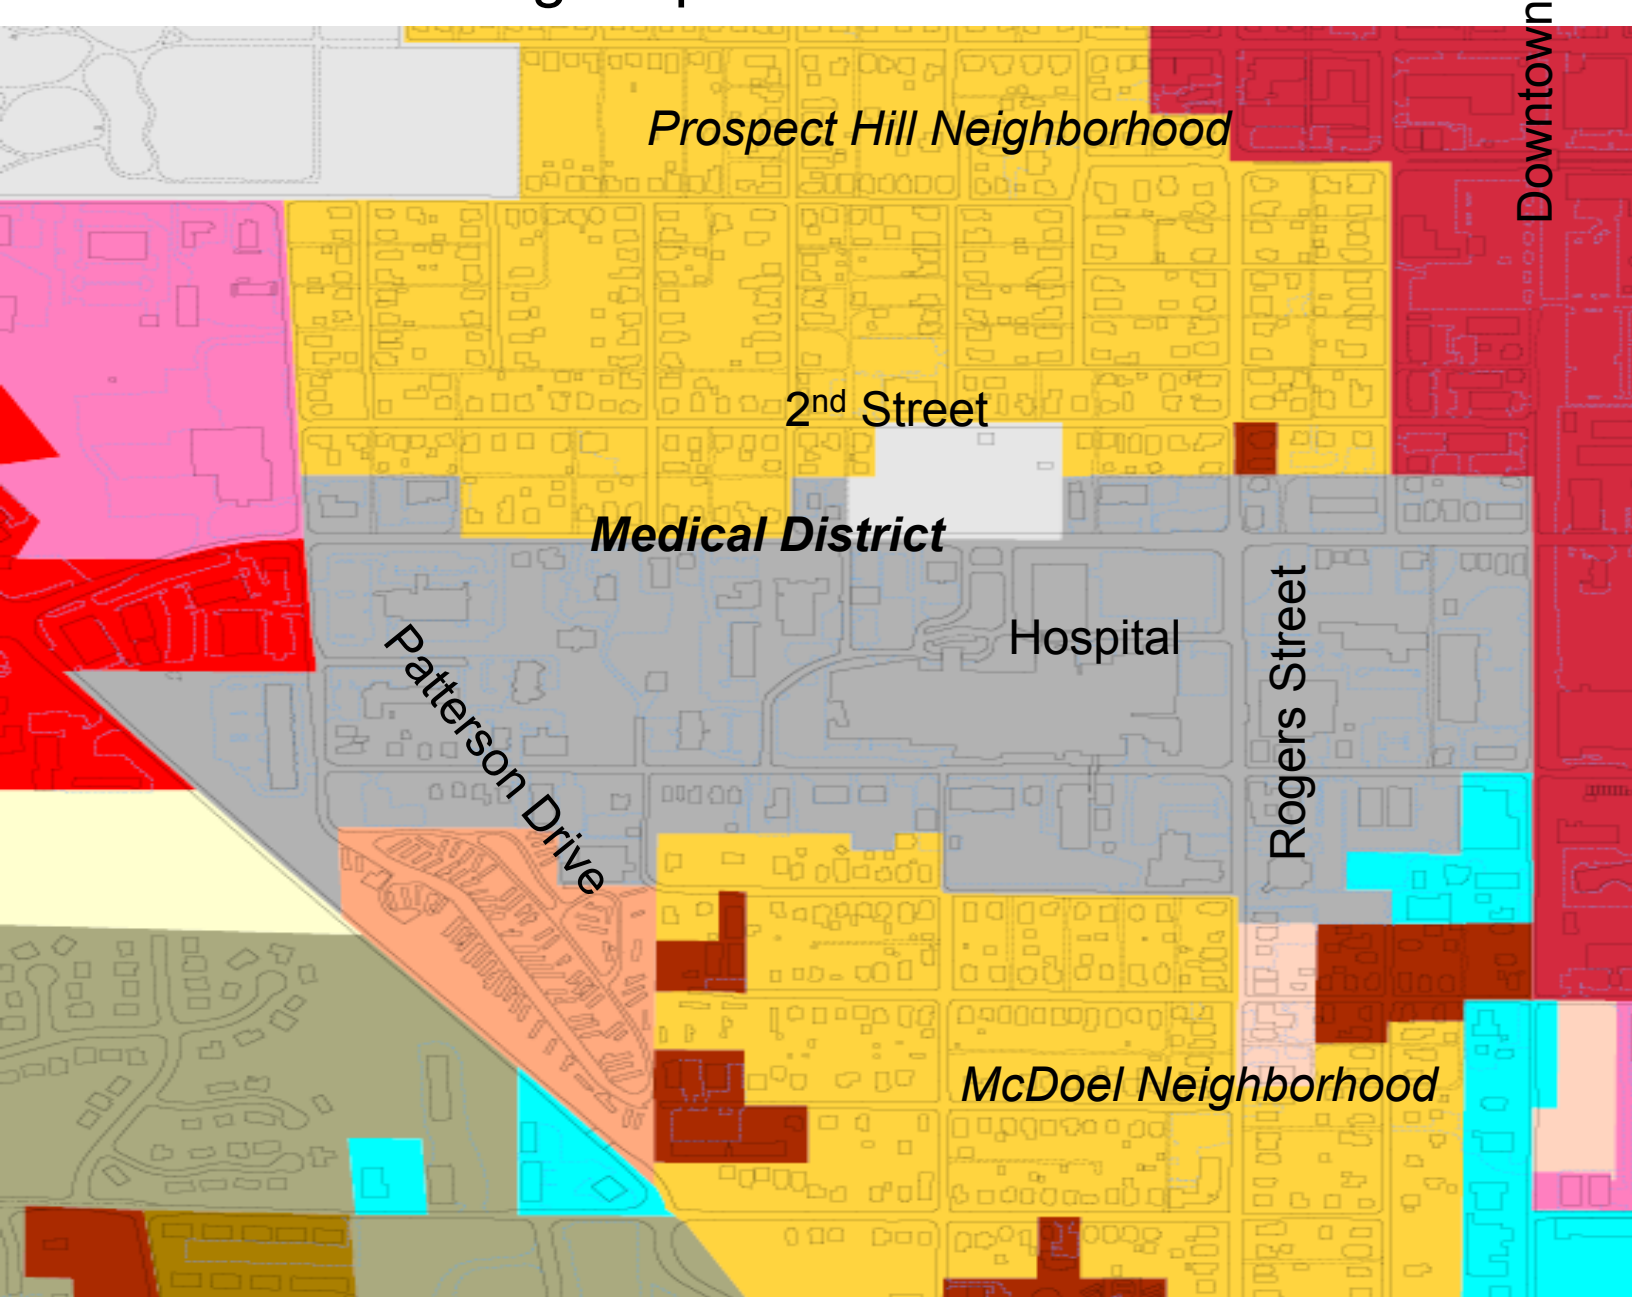 Downtown
Prospect Hill Neighborhood
2nd Street
Medical District
Hospital
Rogers Street
Patterson Drive
McDoel Neighborhood